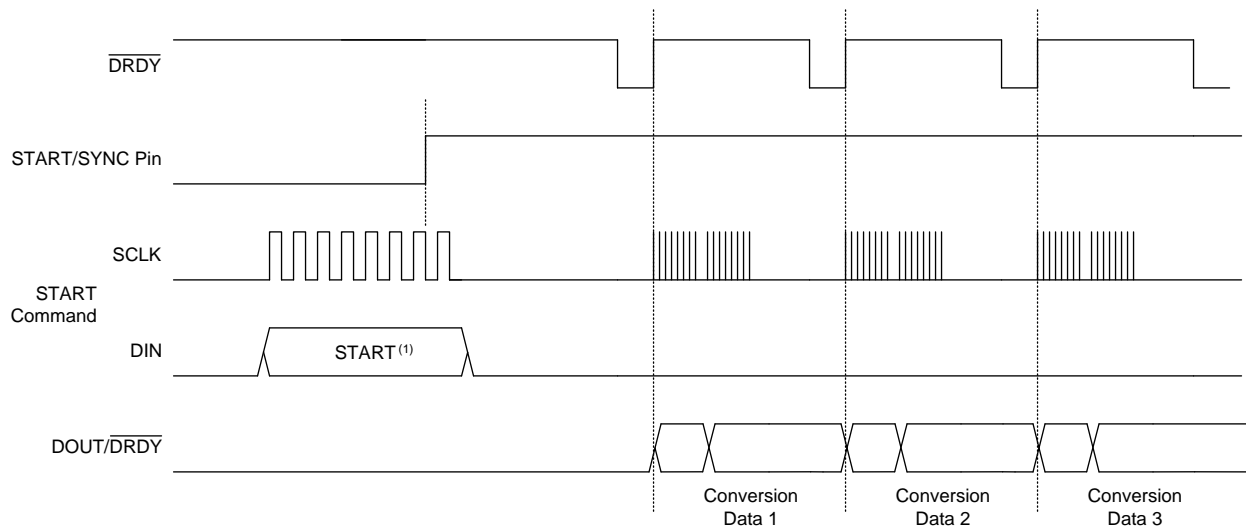 DRDY
START/SYNC Pin
SCLK
START
Command
DIN
START(1)
DOUT/DRDY
Conversion
Data 1
Conversion
Data 2
Conversion
Data 3